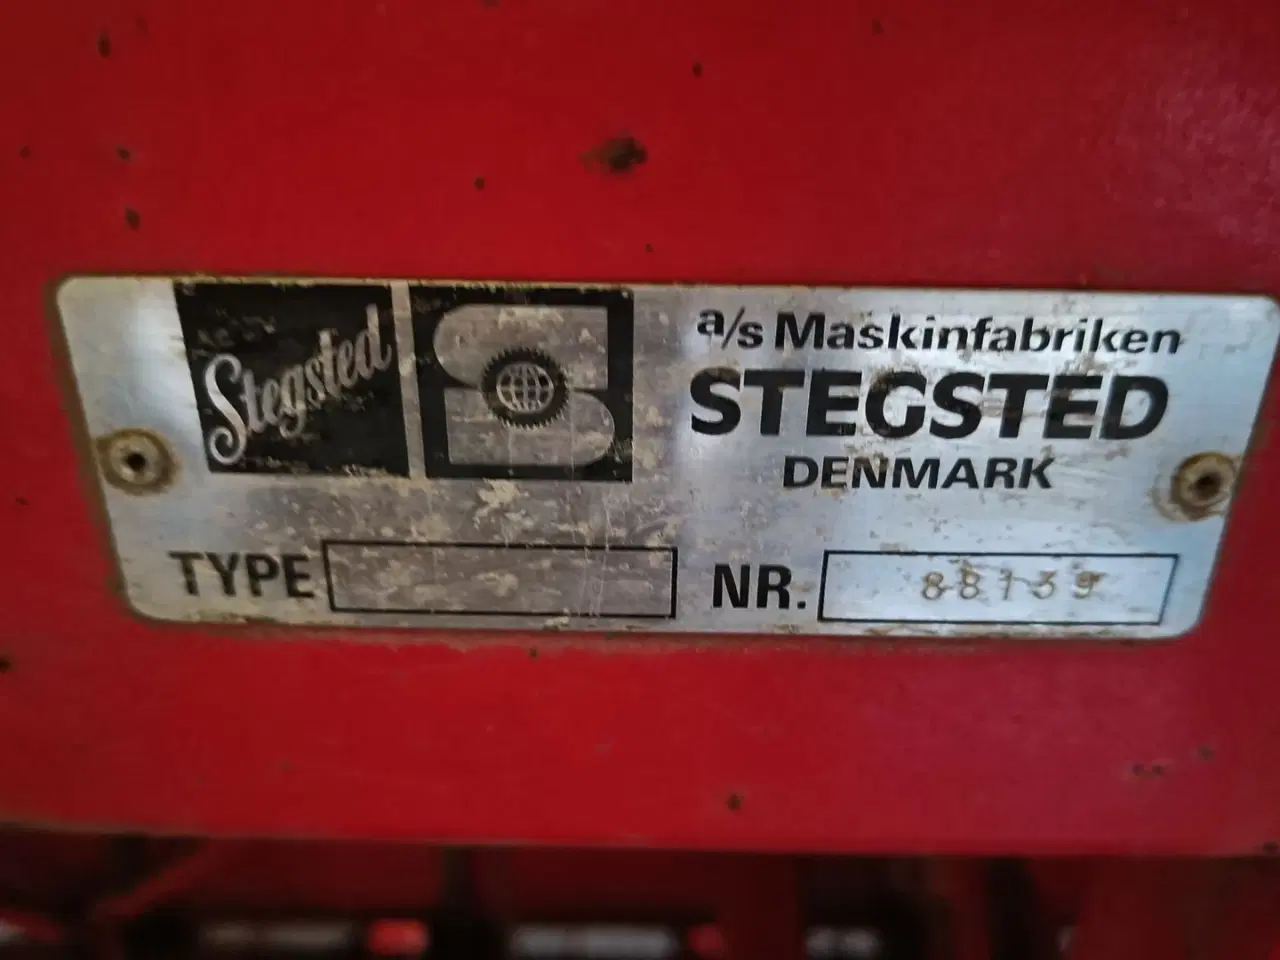 Stegsted
a/s Maskinfabriken
STEGSTED
DENMARK
TYPE
NR. 88139